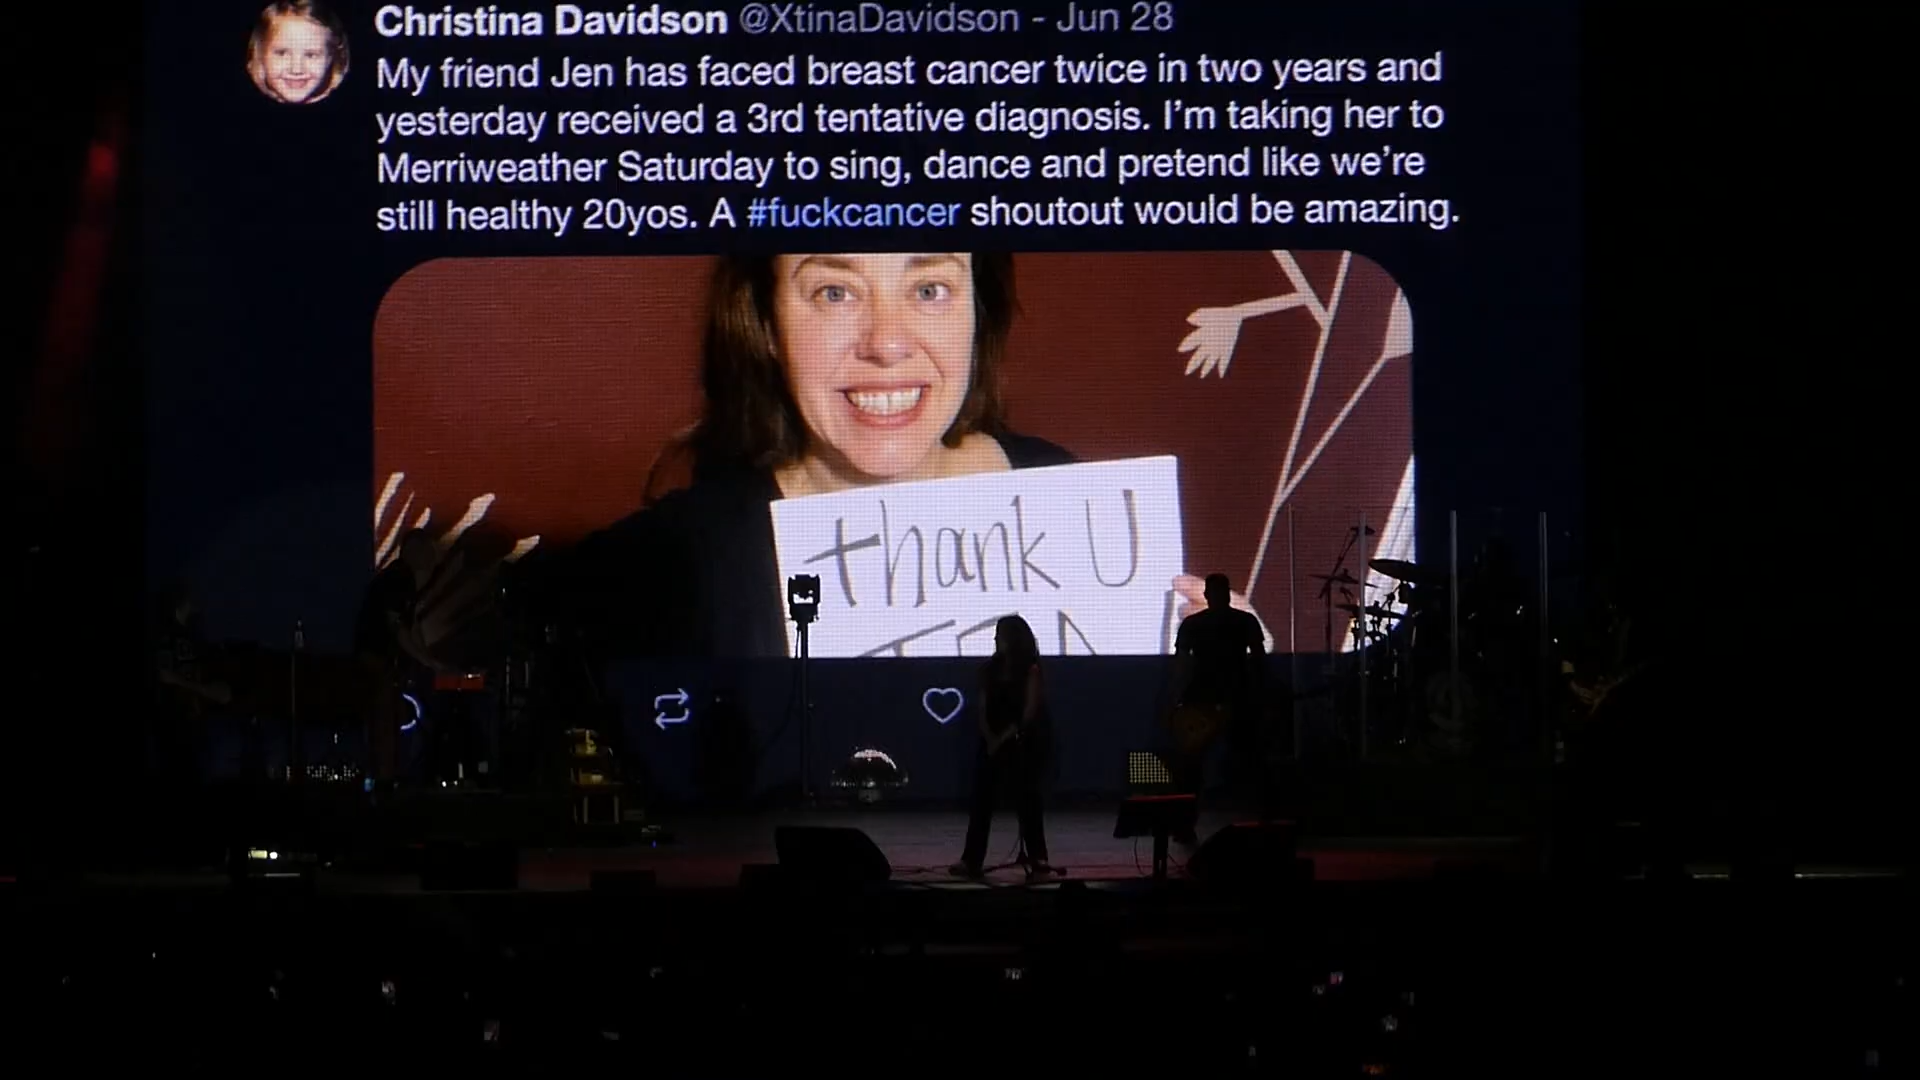 Christina Davidson @XtinaDavidson - Jun 28
My friend Jen has faced breast cancer twice in two years and
yesterday received a 3rd tentative diagnosis. I'm taking her to
Merriweather Saturday to sing, dance and pretend like we're
still healthy 20yos. A #fuckcancer shoutout would be amazing.
thank U